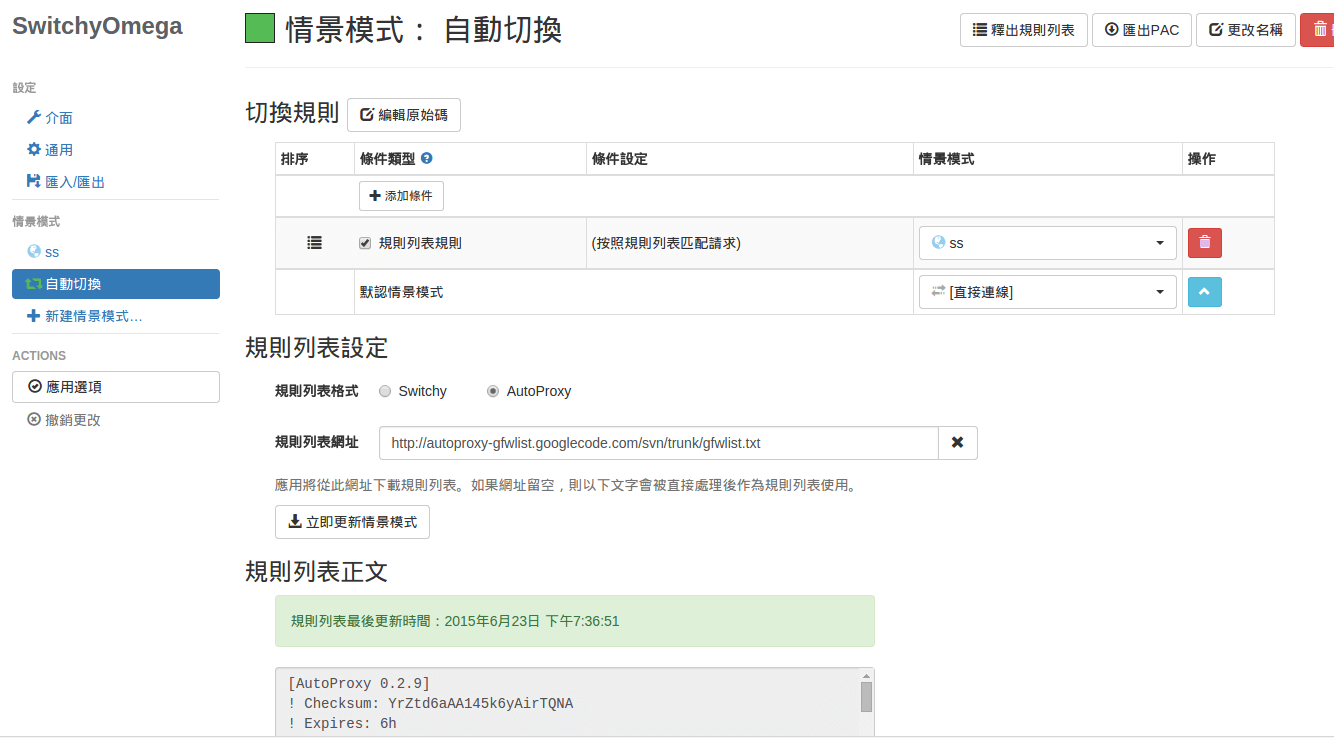 SwitchyOmega
設定
介面
通用
匯入/匯出
情景模式
ss
自動切換
新建情景模式…
ACTIONS
應用選項
撤銷更改
情景模式： 自動切換
釋出規則列表
匯出PAC
更改名稱
切換規則
編輯原始碼
排序 條件類型 條件設定 情景模式 操作
添加條件
規則列表規則 (按照規則列表匹配請求) ss
默認情景模式 [直接連線]
規則列表設定
規則列表格式 Switchy AutoProxy
規則列表網址 http://autoproxy-gfwlist.googlecode.com/svn/trunk/gfwlist.txt
應用將從此網址下載規則列表。如果網址留空，則以下文字會被直接處理後作為規則列表使用。
立即更新情景模式
規則列表正文
規則列表最後更新時間：2015年6月23日 下午7:36:51
[AutoProxy 0.2.9]
! Checksum: YrZtd6aAA145k6yAirTQNA
! Expires: 6h